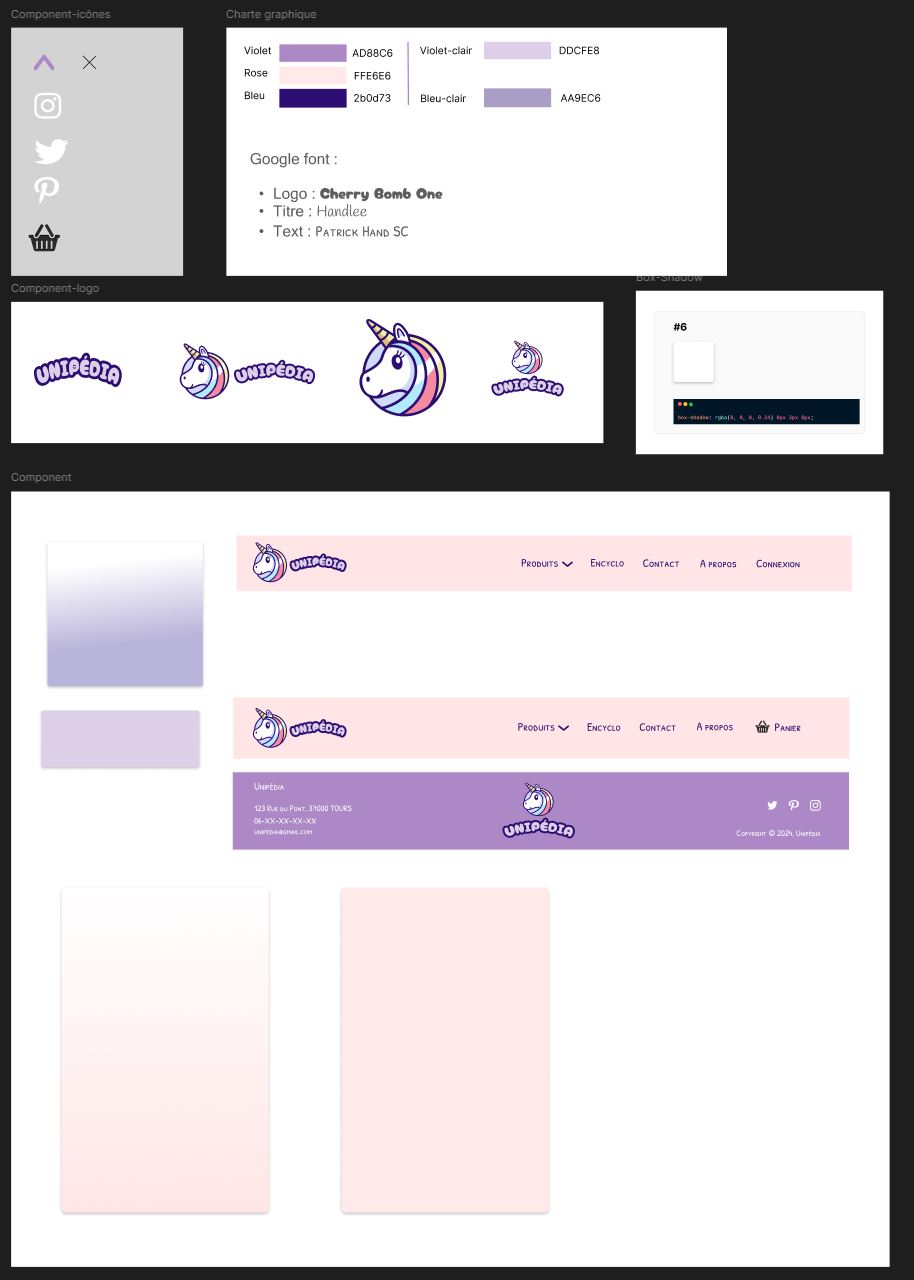 Component-icônes
Charte graphique
Violet AD88C6 Violet-clair DDCFE8
Rose FFE6E6
Bleu 2b0d73 Bleu-clair AA9EC6
Google font :
• Logo : Cherry Bomb One
• Titre : Handlee
• Text : Patrick Hand SC
Component-logo
UNIPÉDIA
UNIPÉDIA
UNIPÉDIA
Box-Shadow
#6
box-shadow: rgba(0, 0, 0, 0.24) 0px 3px 8px;
Component
UNIPÉDIA
Produits Encyclo Contact A propos Connexion
UNIPÉDIA
Produits Encyclo Contact A propos Panier
Unipédia
123 Rue du Pont, 37000 TOURS
06-XX-XX-XX-XX
unipedia@gmail.com
UNIPÉDIA
Copyright © 2024, Unipédia